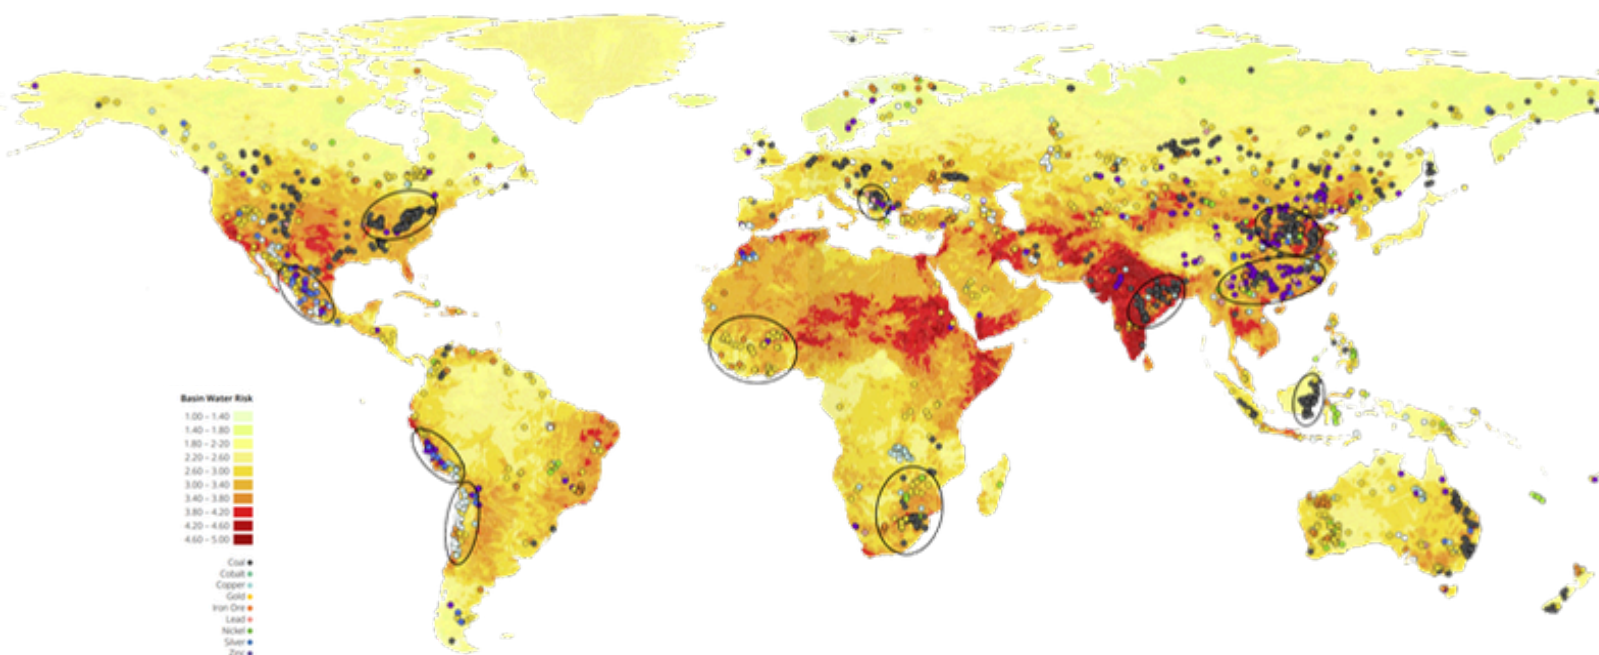 Basin Water Risk
1.00 – 1.40
1.40 – 1.80
1.80 – 2-20
2.20 – 2.60
2.60 – 3.00
3.00 – 3.40
3.40 – 3.80
3.80 – 4.20
4.20 – 4.60
4.60 – 5.00
Coal
Cobalt
Copper
Gold
Iron Ore
Lead
Nickel
Silver
Zinc